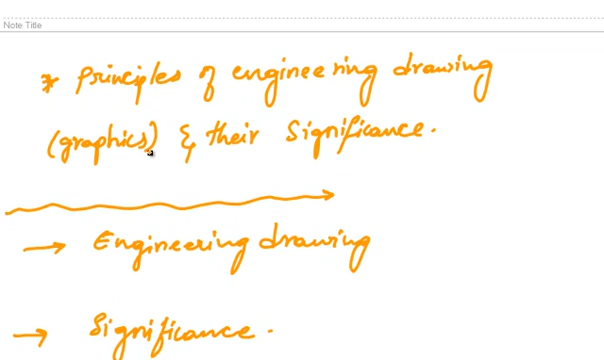 Note Title
* Principles of engineering drawing
(graphics) & their Significance.
→ Engineering drawing
→ Significance.